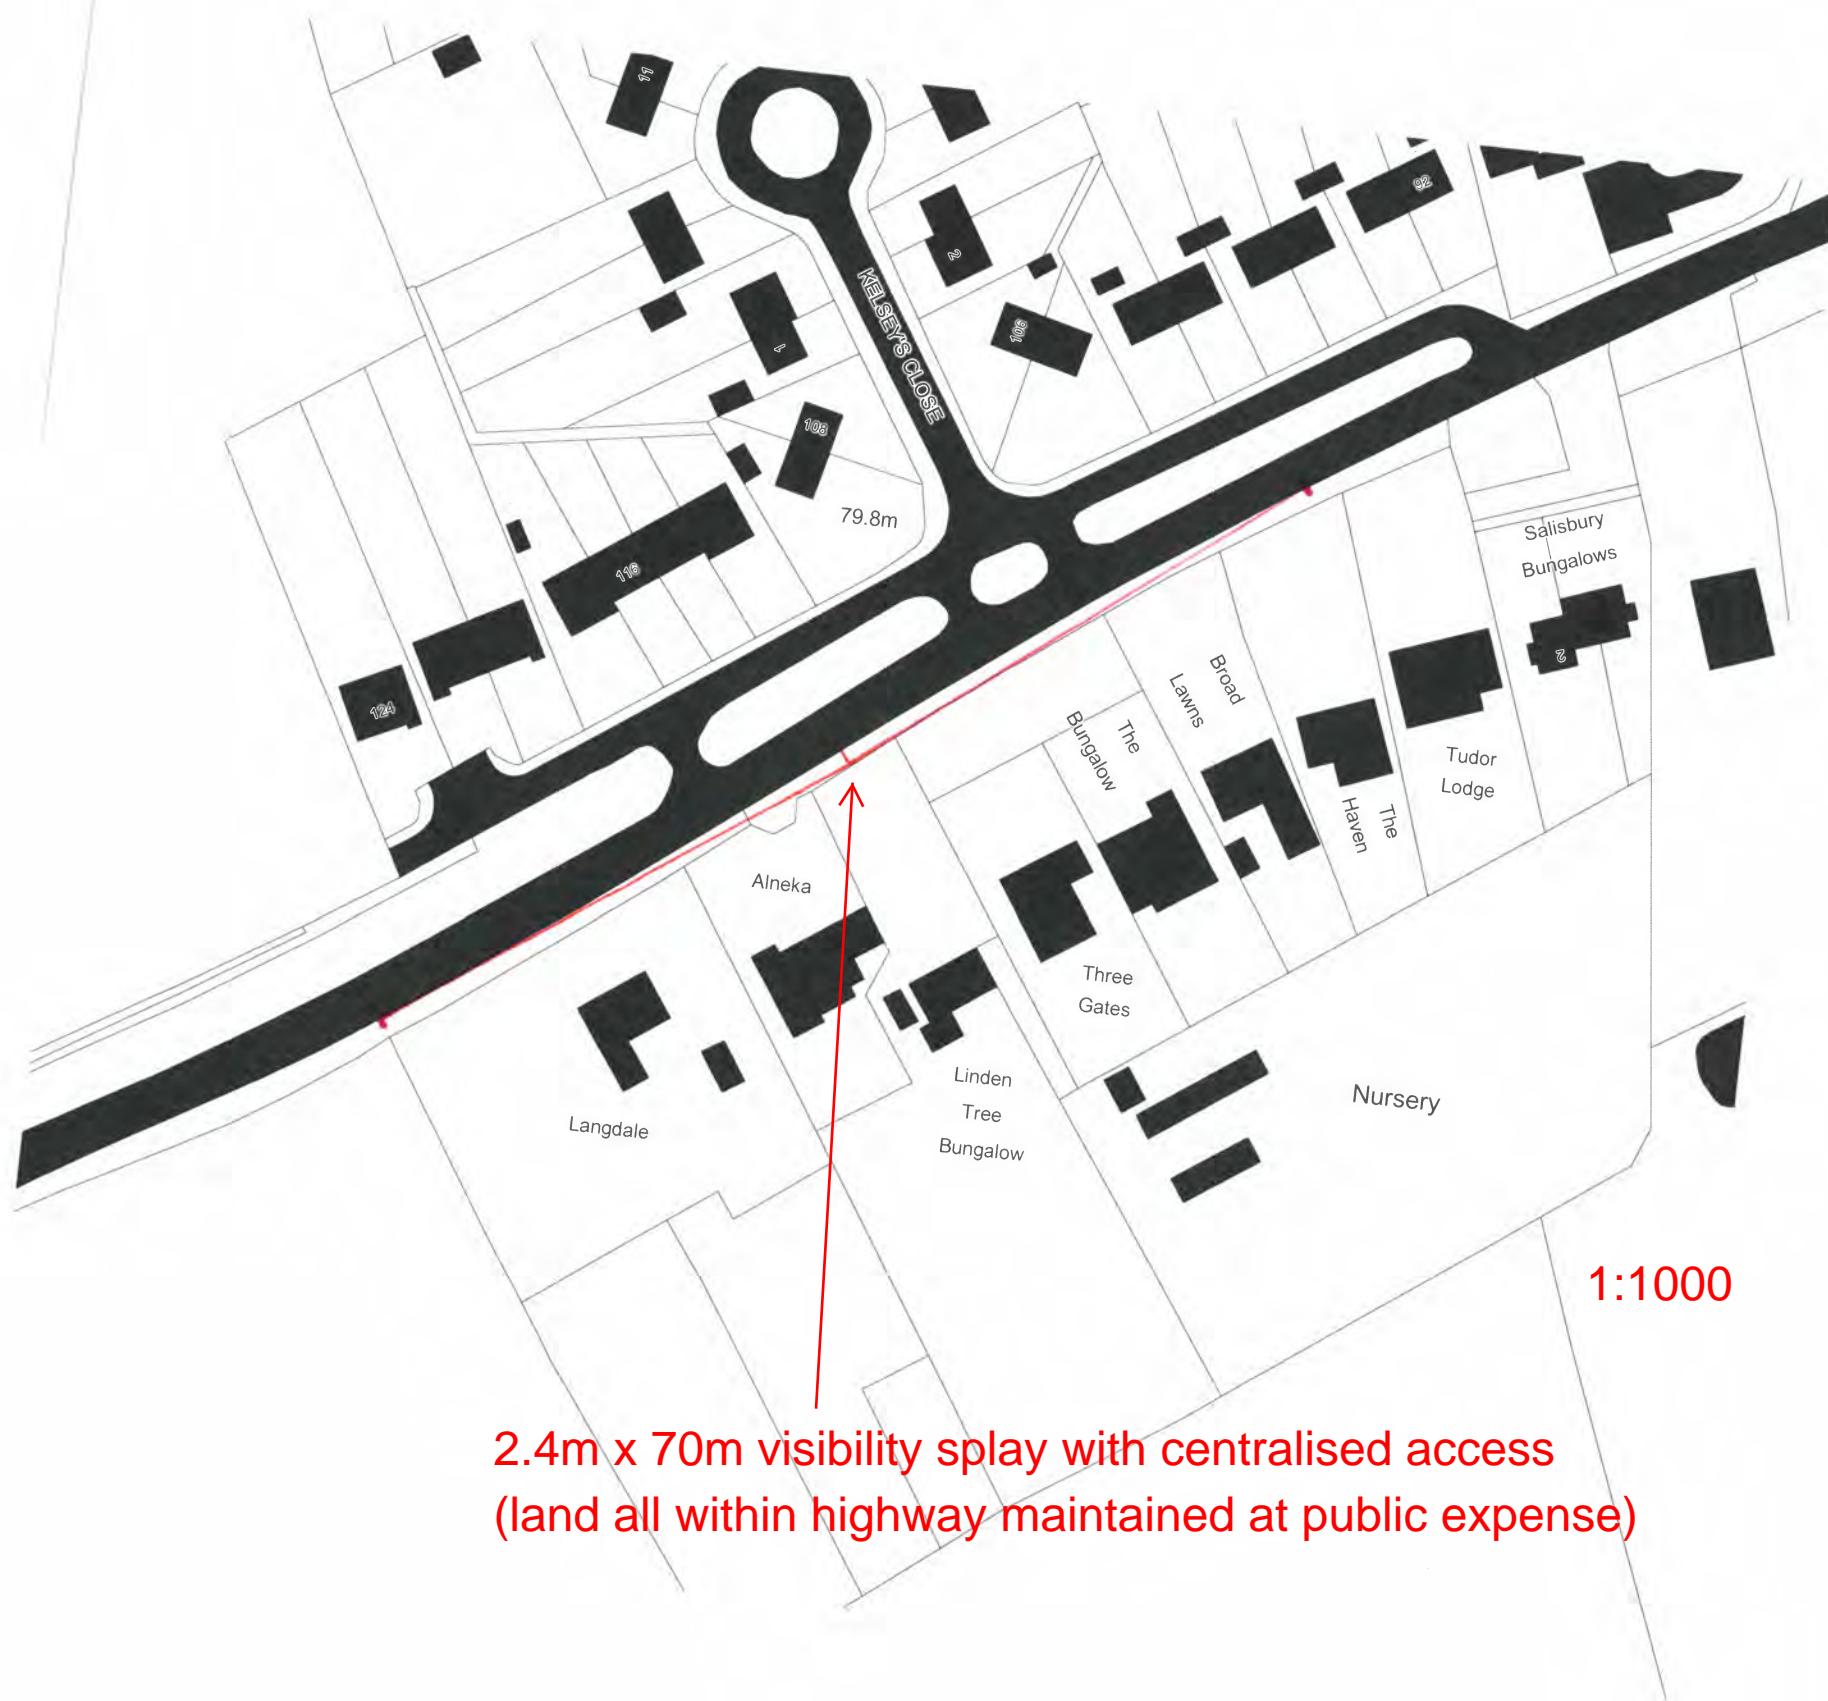 11
92
2
KELSEY'S CLOSE
106
1
108
79.8m
116
124
Salisbury
Bungalows
2
Broad
Lawns
The
Bungalow
Tudor
Lodge
The
Haven
Alneka
Three
Gates
Linden
Tree
Bungalow
Nursery
Langdale
1:1000
2.4m x 70m visibility splay with centralised access
(land all within highway maintained at public expense)